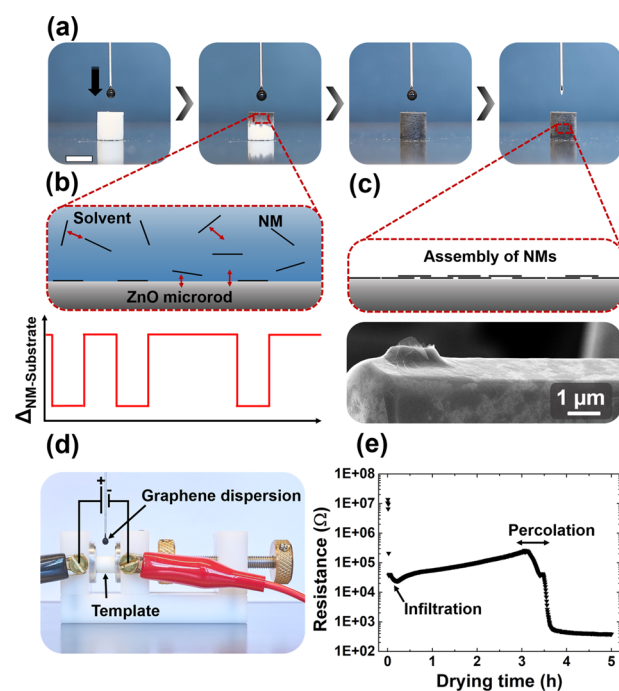 (a)
(b)
(c)
Solvent
NM
ZnO microrod
Assembly of NMs
ΔNM-Substrate
1 µm
(d)
(e)
+
-
Graphene dispersion
Template
1E+08
1E+07
1E+06
1E+05
1E+04
1E+03
1E+02
Resistance (Ω)
Percolation
Infiltration
0 1 2 3 4 5
Drying time (h)